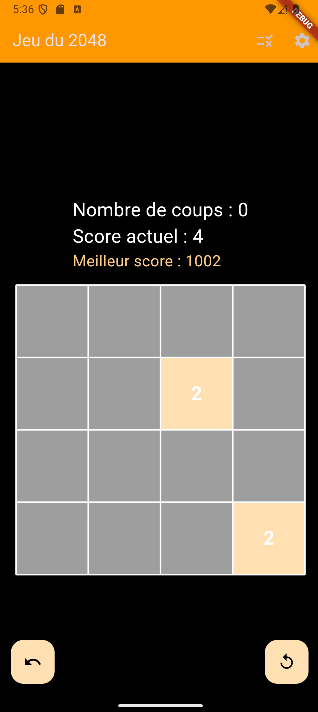 5:36
DEBUG
Jeu du 2048
Nombre de coups : 0
Score actuel : 4
Meilleur score : 1002
2
2